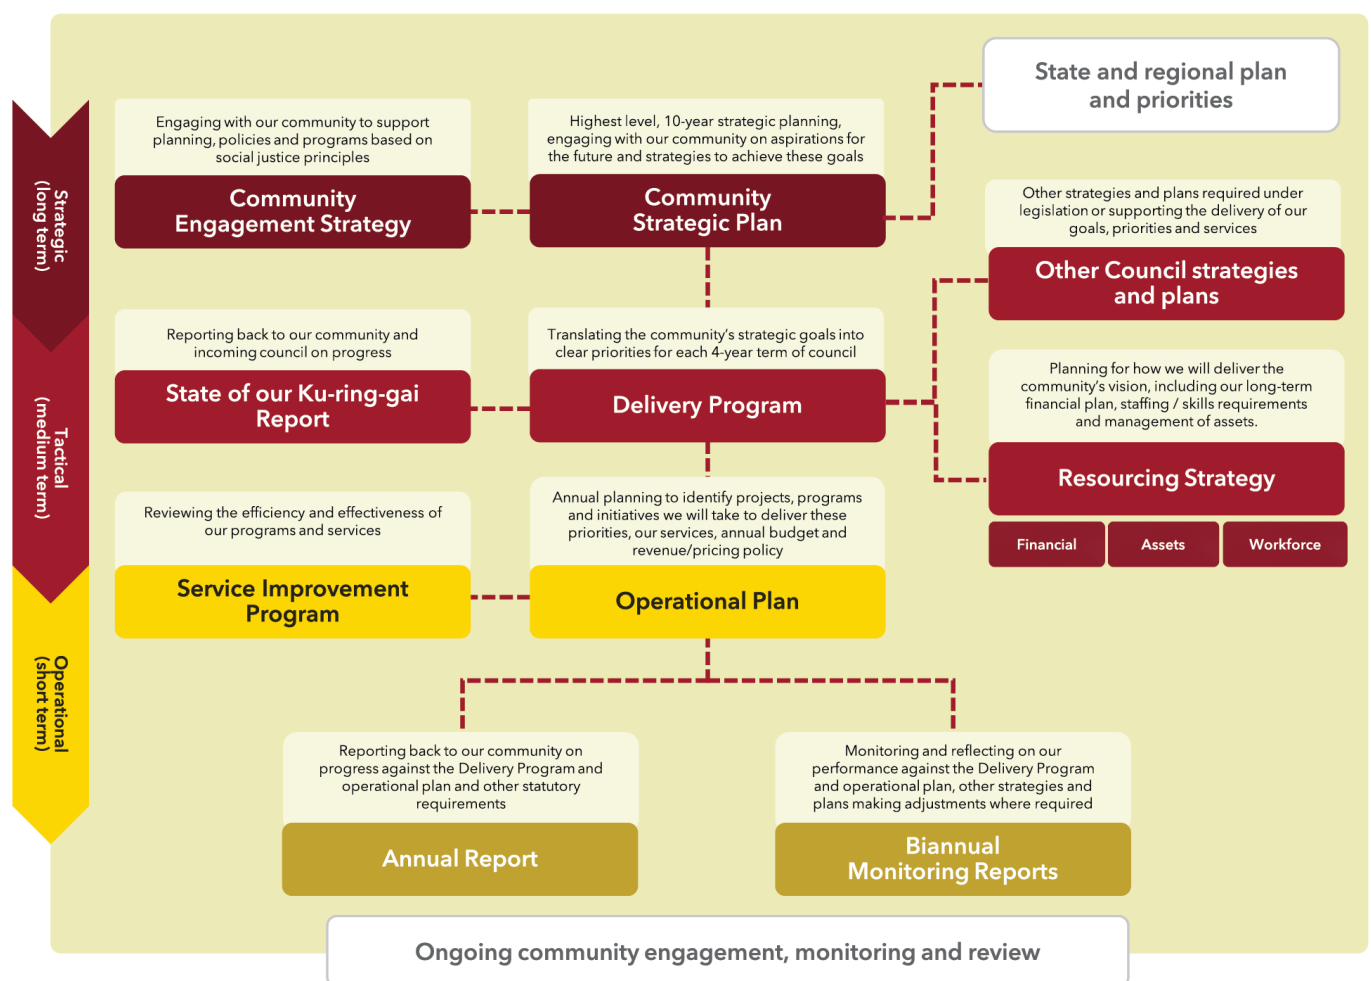 State and regional plan
and priorities
Engaging with our community to support
planning, policies and programs based on
social justice principles
Community
Engagement Strategy
Highest level, 10-year strategic planning,
engaging with our community on aspirations for
the future and strategies to achieve these goals
Community
Strategic Plan
Other strategies and plans required under
legislation or supporting the delivery of our
goals, priorities and services
Other Council strategies
and plans
Strategic
(long term)
Reporting back to our community and
incoming council on progress
State of our Ku-ring-gai
Report
Translating the community’s strategic goals into
clear priorities for each 4-year term of council
Delivery Program
Planning for how we will deliver the
community’s vision, including our long-term
financial plan, staffing / skills requirements
and management of assets.
Resourcing Strategy
Financial
Assets
Workforce
Tactical
(medium term)
Reviewing the efficiency and effectiveness of
our programs and services
Service Improvement
Program
Annual planning to identify projects, programs
and initiatives we will take to deliver these
priorities, our services, annual budget and
revenue/pricing policy
Operational Plan
Operational
(short term)
Reporting back to our community on
progress against the Delivery Program and
operational plan and other statutory
requirements
Annual Report
Monitoring and reflecting on our
performance against the Delivery Program
and operational plan, other strategies and
plans making adjustments where required
Biannual
Monitoring Reports
Ongoing community engagement, monitoring and review